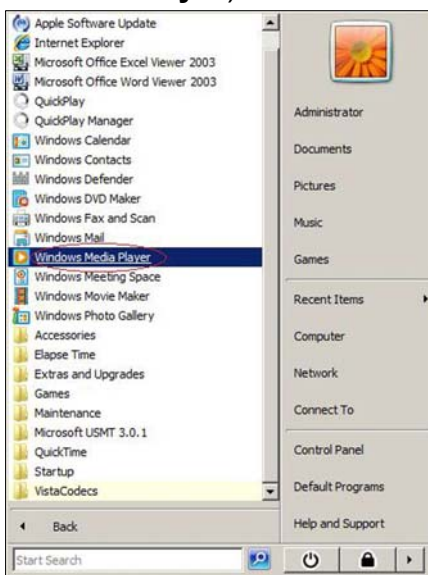 Apple Software Update
Internet Explorer
Microsoft Office Excel Viewer 2003
Microsoft Office Word Viewer 2003
QuickPlay
QuickPlay Manager
Windows Calendar
Windows Contacts
Windows Defender
Windows DVD Maker
Windows Fax and Scan
Windows Mail
Windows Media Player
Windows Meeting Space
Windows Movie Maker
Windows Photo Gallery
Accessories
Elapse Time
Extras and Upgrades
Games
Maintenance
Microsoft USMT 3.0.1
QuickTime
Startup
VistaCodecs
Back
Start Search
Administrator
Documents
Pictures
Music
Games
Recent Items
Computer
Network
Connect To
Control Panel
Default Programs
Help and Support